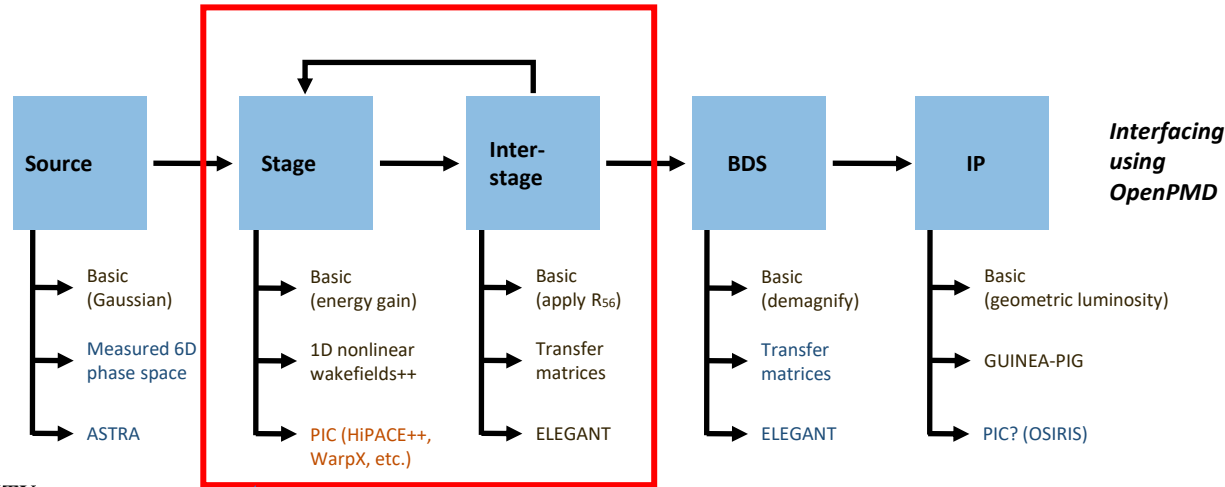 Source
Stage
Inter-
stage
BDS
IP
Interfacing
using
OpenPMD
Basic
(Gaussian)
Measured 6D
phase space
ASTRA
Basic
(energy gain)
1D nonlinear
wakefields++
PIC (HiPACE++,
WarpX, etc.)
Basic
(apply R₅₆)
Transfer
matrices
ELEGANT
Basic
(demagnify)
Transfer
matrices
ELEGANT
Basic
(geometric luminosity)
GUINEA-PIG
PIC? (OSIRIS)